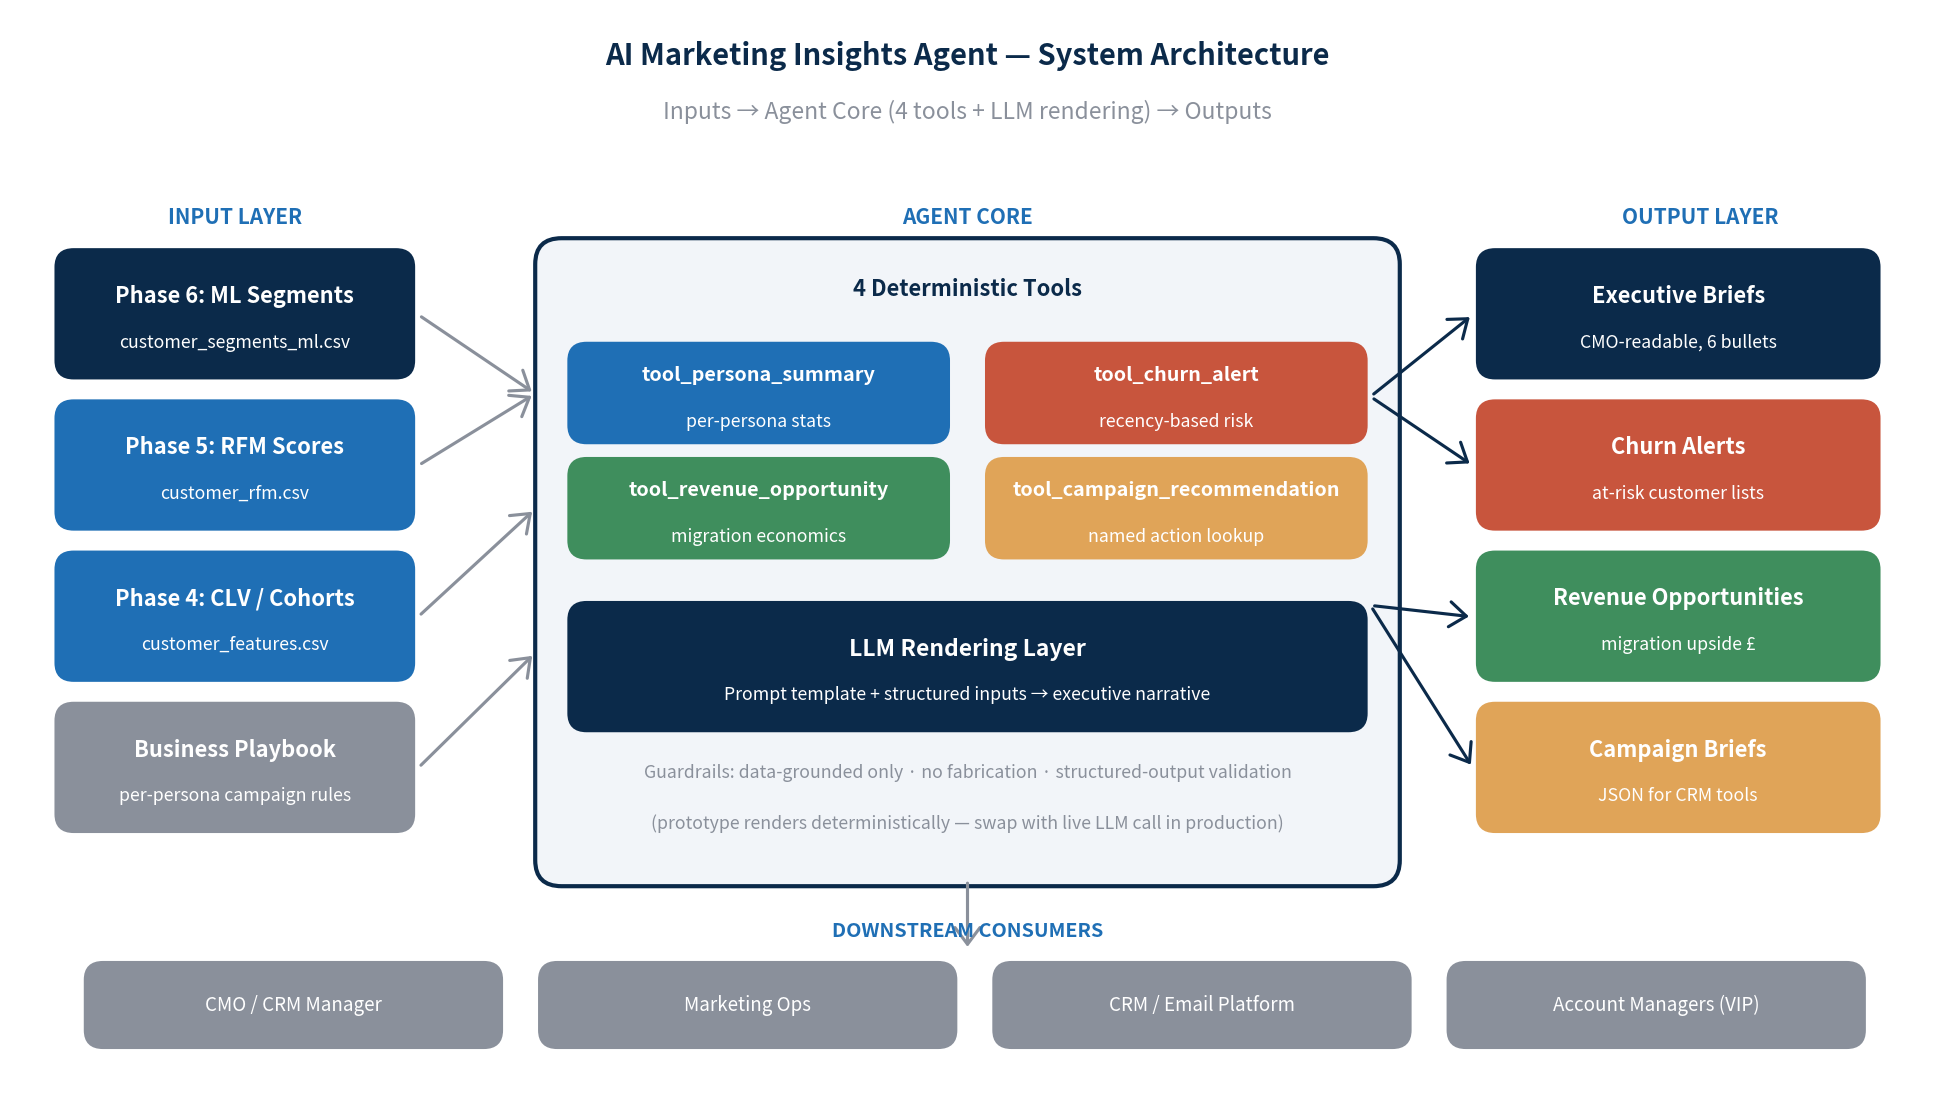 AI Marketing Insights Agent — System Architecture
Inputs → Agent Core (4 tools + LLM rendering) → Outputs
INPUT LAYER
Phase 6: ML Segments
customer_segments_ml.csv
Phase 5: RFM Scores
customer_rfm.csv
Phase 4: CLV / Cohorts
customer_features.csv
Business Playbook
per-persona campaign rules
AGENT CORE
4 Deterministic Tools
tool_persona_summary
per-persona stats
tool_churn_alert
recency-based risk
tool_revenue_opportunity
migration economics
tool_campaign_recommendation
named action lookup
LLM Rendering Layer
Prompt template + structured inputs → executive narrative
Guardrails: data-grounded only · no fabrication · structured-output validation
(prototype renders deterministically — swap with live LLM call in production)
OUTPUT LAYER
Executive Briefs
CMO-readable, 6 bullets
Churn Alerts
at-risk customer lists
Revenue Opportunities
migration upside £
Campaign Briefs
JSON for CRM tools
DOWNSTREAM CONSUMERS
CMO / CRM Manager
Marketing Ops
CRM / Email Platform
Account Managers (VIP)